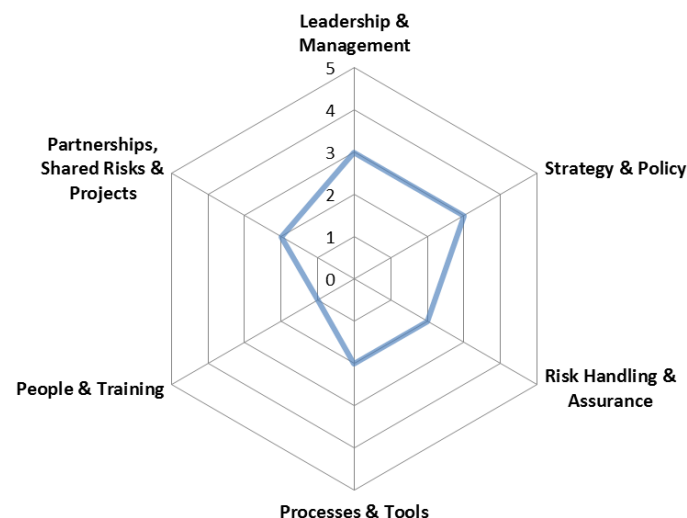 Leadership &
Management
5
4
Partnerships,
Shared Risks &
Projects
3
Strategy & Policy
2
1
0
People & Training
Risk Handling &
Assurance
Processes & Tools